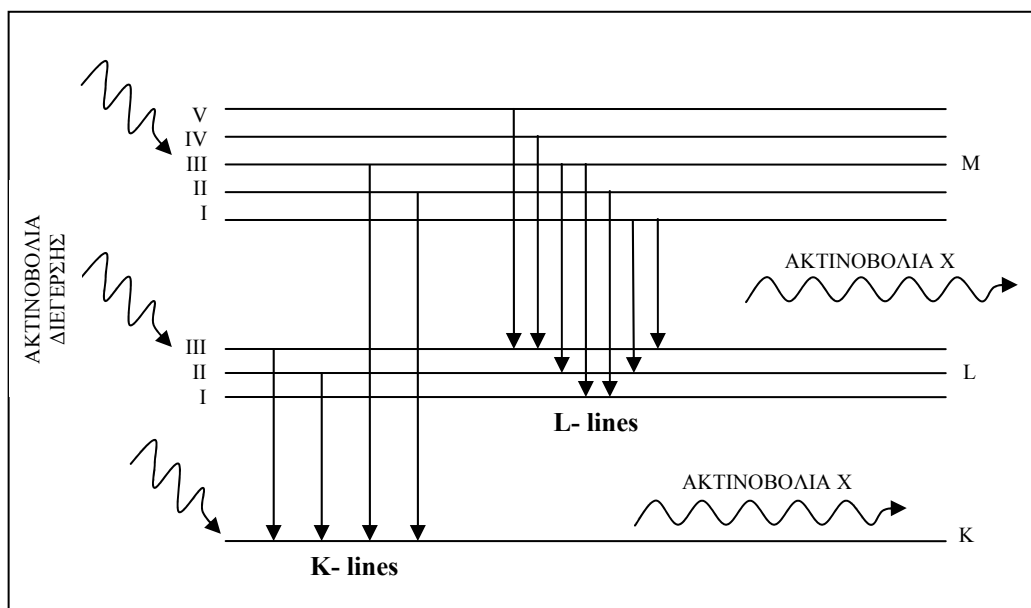 ΑΚΤΙΝΟΒΟΛΙΑ
ΔΙΕΓΕΡΣΗΣ
V
IV
III
II
I
M
ΑΚΤΙΝΟΒΟΛΙΑ Χ
III
II
I
L
L- lines
ΑΚΤΙΝΟΒΟΛΙΑ Χ
K
K- lines